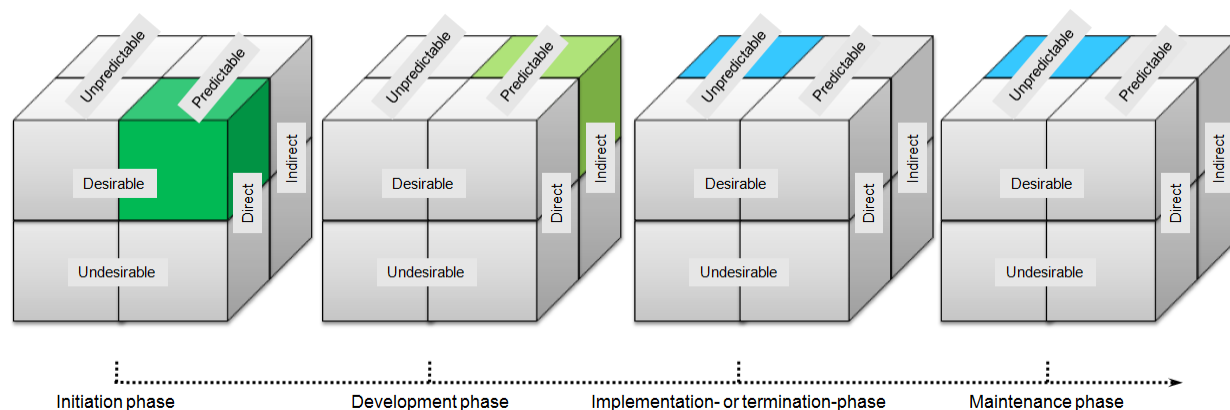 Unpredictable
Predictable
Desirable
Undesirable
Direct
Indirect
Unpredictable
Predictable
Desirable
Undesirable
Direct
Indirect
Unpredictable
Predictable
Desirable
Undesirable
Direct
Indirect
Unpredictable
Predictable
Desirable
Undesirable
Direct
Indirect
Initiation phase
Development phase
Implementation- or termination-phase
Maintenance phase